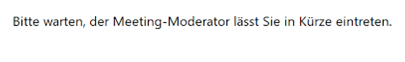 Bitte warten, der Meeting-Moderator lässt Sie in Kürze eintreten.